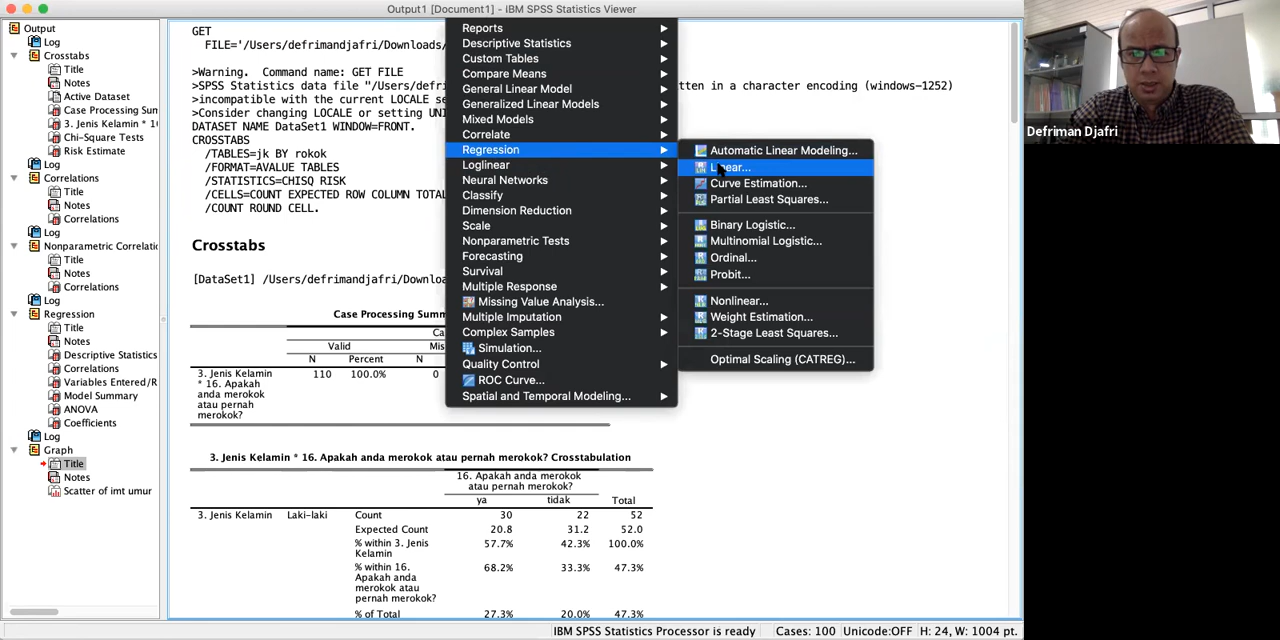 Output1 [Document1] - IBM SPSS Statistics Viewer
Output
Log
Crosstabs
Title
Notes
Active Dataset
Case Processing Sum
3. Jenis Kelamin * 16
Chi-Square Tests
Risk Estimate
Log
Correlations
Title
Notes
Correlations
Log
Nonparametric Correlatio
Title
Notes
Correlations
Log
Regression
Title
Notes
Descriptive Statistics
Correlations
Variables Entered/R
Model Summary
ANOVA
Coefficients
Log
Graph
Title
Notes
Scatter of imt umur
GET
FILE='/Users/defrimandjafri/Downloads/
>Warning. Command name: GET FILE
>SPSS Statistics data file "/Users/defri
tten in a character encoding (windows-1252)
>incompatible with the current LOCALE se
>Consider changing LOCALE or setting UNI
DATASET NAME DataSet1 WINDOW=FRONT.
CROSSTABS
/TABLES=jk BY rokok
/FORMAT=AVALUE TABLES
/STATISTICS=CHISQ RISK
/CELLS=COUNT EXPECTED ROW COLUMN TOTAL
/COUNT ROUND CELL.
Crosstabs
[DataSet1] /Users/defrimandjafri/Downloa
Case Processing Summ
Ca
Valid Mis
N Percent N
3. Jenis Kelamin
* 16. Apakah
anda merokok
atau pernah
merokok?
110 100.0% 0
3. Jenis Kelamin * 16. Apakah anda merokok atau pernah merokok? Crosstabulation
16. Apakah anda merokok
atau pernah merokok?
ya tidak Total
3. Jenis Kelamin Laki-laki Count 30 22 52
Expected Count 20.8 31.2 52.0
% within 3. Jenis
Kelamin
57.7% 42.3% 100.0%
% within 16.
Apakah anda
merokok atau
pernah merokok?
68.2% 33.3% 47.3%
% of Total 27.3% 20.0% 47.3%
Reports
Descriptive Statistics
Custom Tables
Compare Means
General Linear Model
Generalized Linear Models
Mixed Models
Correlate
Regression
Loglinear
Neural Networks
Classify
Dimension Reduction
Scale
Nonparametric Tests
Forecasting
Survival
Multiple Response
Missing Value Analysis...
Multiple Imputation
Complex Samples
Simulation...
Quality Control
ROC Curve...
Spatial and Temporal Modeling...
Automatic Linear Modeling...
Linear...
Curve Estimation...
Partial Least Squares...
Binary Logistic...
Multinomial Logistic...
Ordinal...
Probit...
Nonlinear...
Weight Estimation...
2-Stage Least Squares...
Optimal Scaling (CATREG)...
Defriman Djafri
IBM SPSS Statistics Processor is ready
Cases: 100
Unicode:OFF
H: 24, W: 1004 pt.